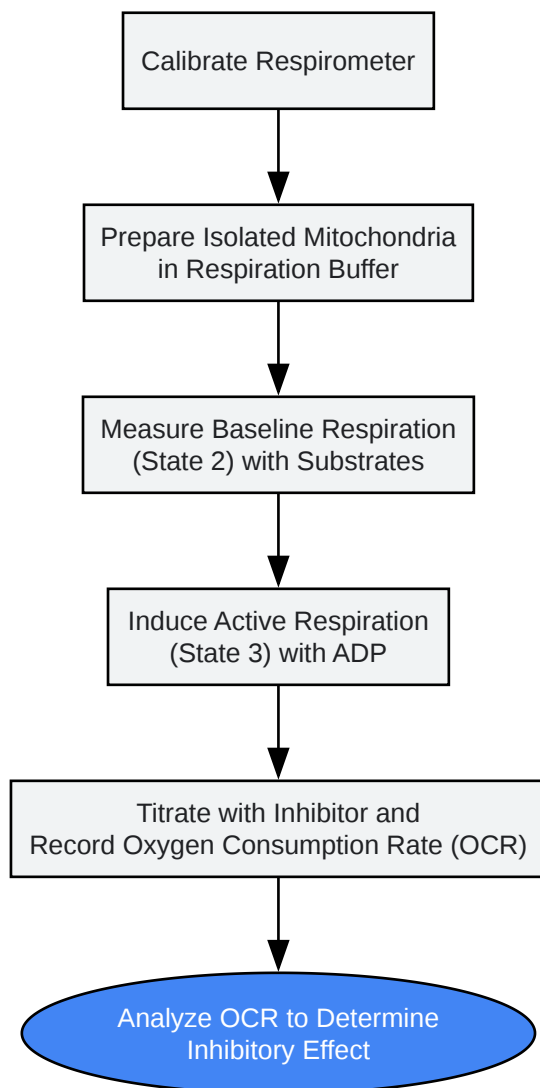 Calibrate Respirometer
Prepare Isolated Mitochondria
in Respiration Buffer
Measure Baseline Respiration
(State 2) with Substrates
Induce Active Respiration
(State 3) with ADP
Titrate with Inhibitor and
Record Oxygen Consumption Rate (OCR)
Analyze OCR to Determine
Inhibitory Effect